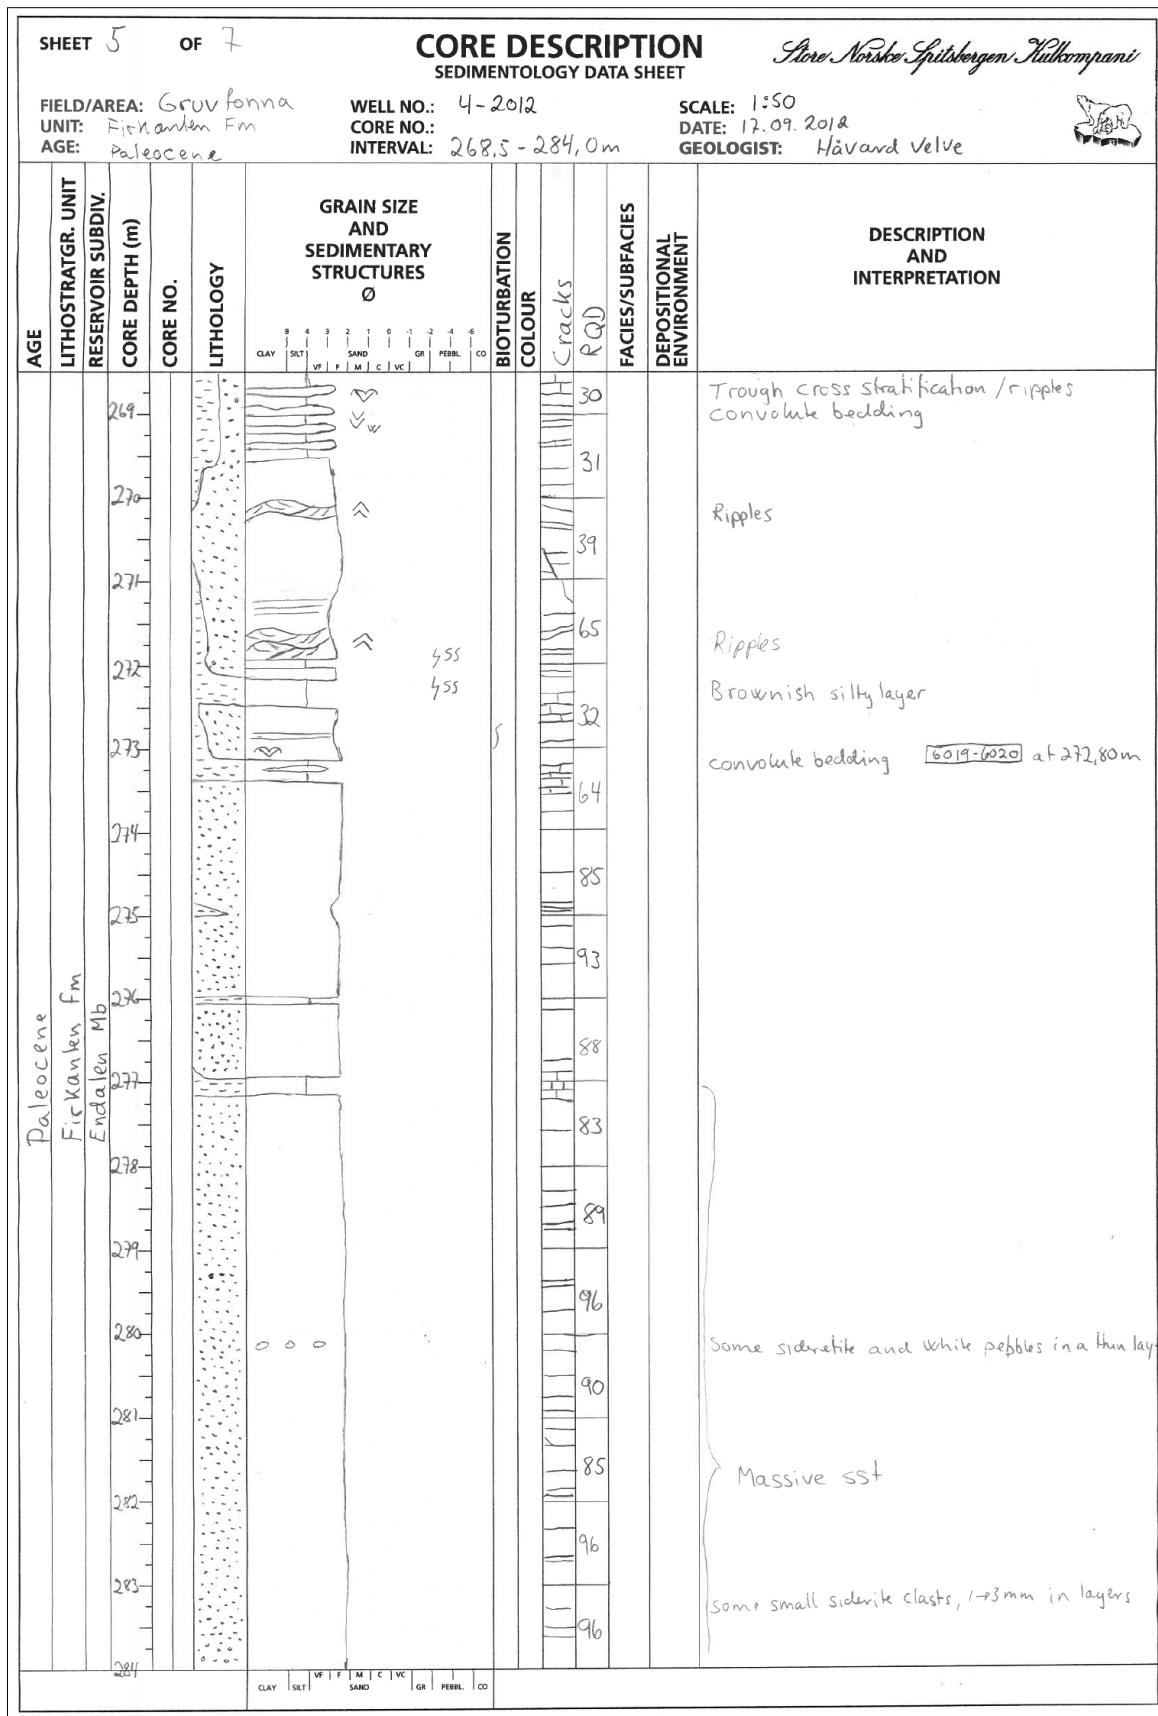 SHEET 5 OF 7
CORE DESCRIPTION
SEDIMENTOLOGY DATA SHEET
Store Norske Spitsbergen Kulkompani
FIELD/AREA: Gruvfonna
WELL NO.: 4-2012
SCALE: 1:50
UNIT: Firkanten Fm
CORE NO.:
DATE: 17.09.2012
AGE: Paleocene
INTERVAL: 268,5-284,0m
GEOLOGIST: Håvard Velve
AGE
LITHOSTRATGR. UNIT
RESERVOIR SUBDIV.
CORE DEPTH (m)
CORE NO.
LITHOLOGY
GRAIN SIZE
AND
SEDIMENTARY
STRUCTURES
Ø
8 4 3 2 1 0 -1 -2 -4 -6
CLAY SILT SAND GR PEBBL. CO
VF F M C VC
BIOTURBATION
COLOUR
Cracks
RQD
FACIES/SUBFACIES
DEPOSITIONAL
ENVIRONMENT
DESCRIPTION
AND
INTERPRETATION
30 Trough cross stratification / ripples
269 convolute bedding
31
270 Ripples
39
271
65 Ripples
272 ϟSS
ϟSS Brownish silty layer
32
273 convolute bedding 6019-6020 at 272,80m
64
274
85
275
93
276
88
277
83
278
89
279
96
280 Some sideretite and white pebbles in a thin lay
90
281
85 Massive sst
282
96
283 Some small siderite clasts, 1→3mm in layers
96
284
Paleocene
Firkanten Fm
Endalen Mb
VF F M C VC
CLAY SILT SAND GR PEBBL. CO